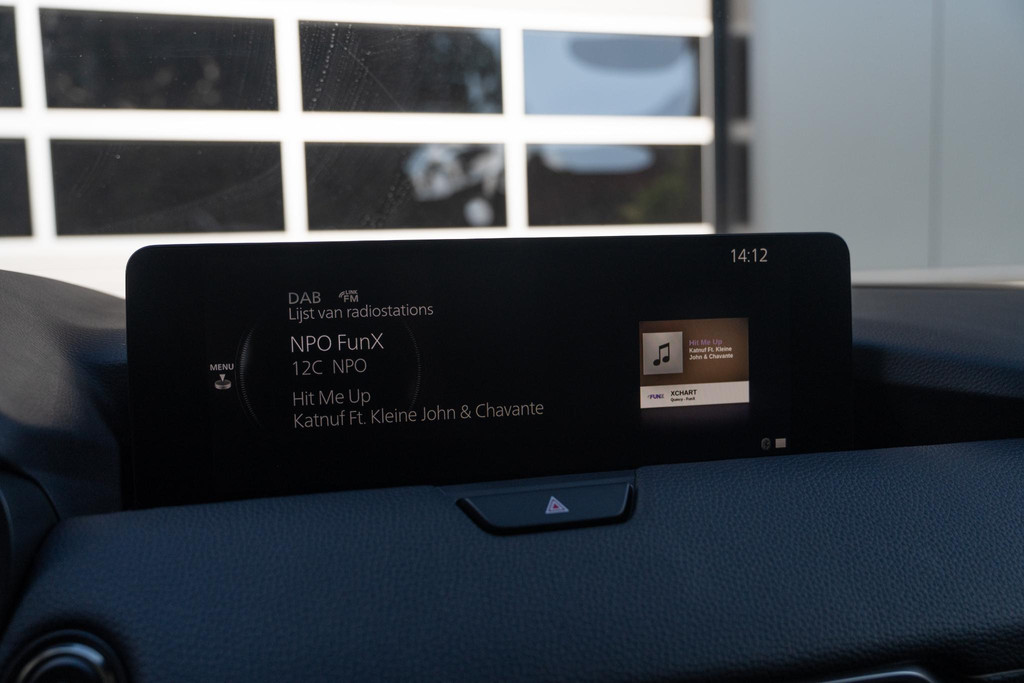 14:12
DAB LINK FM
Lijst van radiostations
NPO FunX
12C NPO
MENU
Hit Me Up
Katnuf Ft. Kleine John & Chavante
Hit Me Up
Katnuf Ft. Kleine
John & Chavante
FUNX XCHART